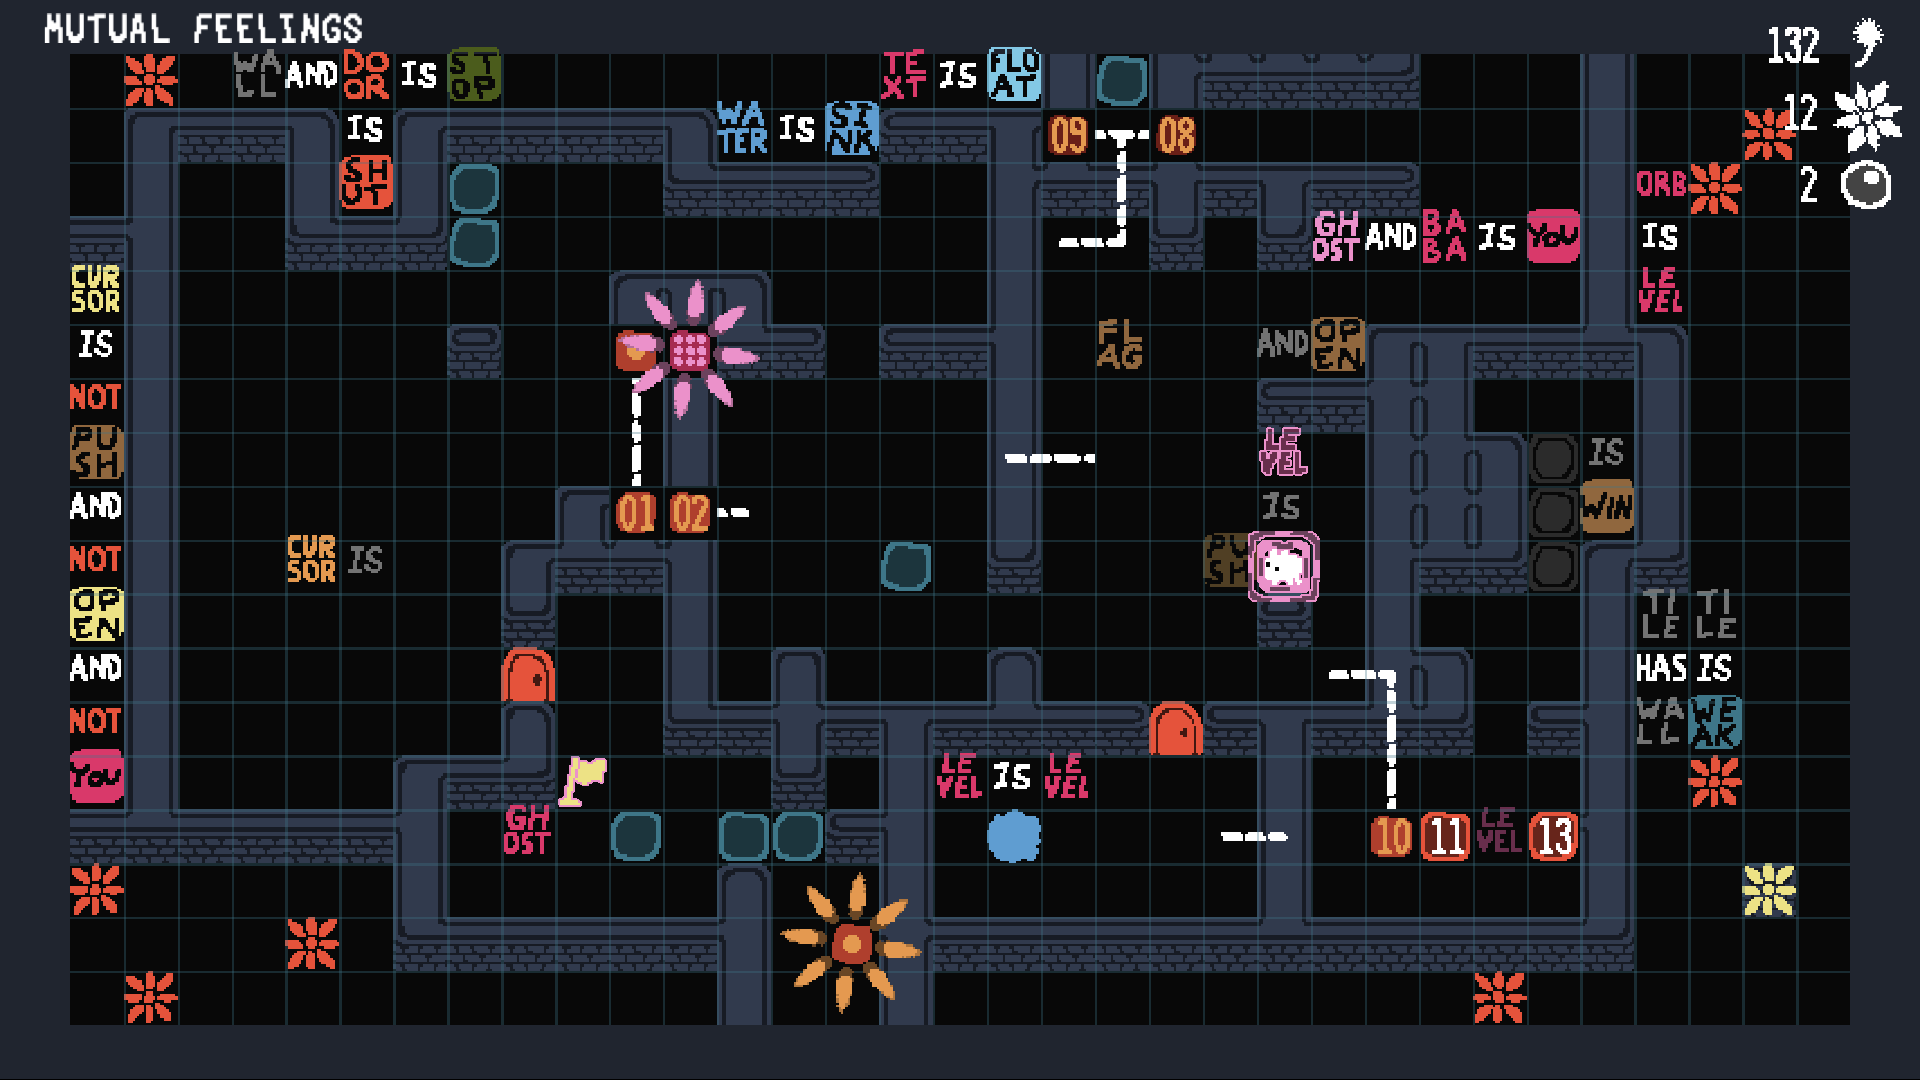 MUTUAL FEELINGS
132
WALL AND DOOR IS STOP
TEXT IS FLOAT
12
IS
WATER IS SINK
09 08
SHUT
ORB
2
GHOST AND BABA IS YOU
IS
CURSOR
LEVEL
IS
FLAG
AND OPEN
NOT
PUSH
LEVEL
IS
AND
01 02
IS
WIN
NOT
CURSOR IS
PUSH
OPEN
TILE TILE
AND
HAS IS
NOT
WALL WEAK
YOU
LEVEL IS LEVEL
GHOST
10 11 LEVEL 13